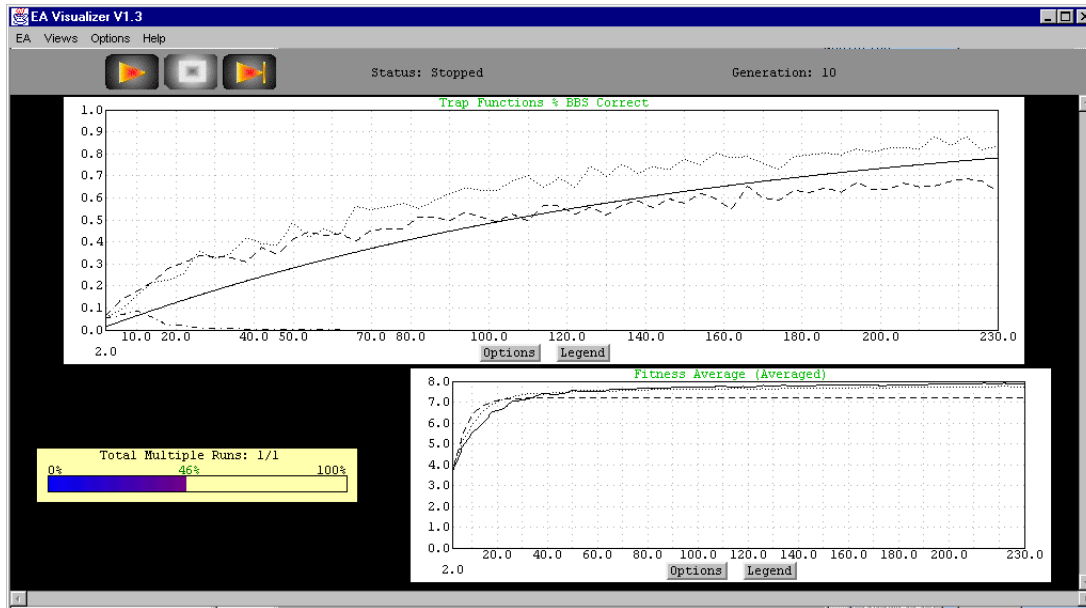 EA Visualizer V1.3
EA Views Options Help
Status: Stopped Generation: 10
Trap Functions % BBS Correct
1.0
0.9
0.8
0.7
0.6
0.5
0.4
0.3
0.2
0.1
0.0
10.0 20.0 40.0 50.0 70.0 80.0 100.0 120.0 140.0 160.0 180.0 200.0 230.0
2.0
Options Legend
Fitness Average (Averaged)
8.0
7.0
6.0
5.0
4.0
3.0
2.0
1.0
0.0
20.0 40.0 60.0 80.0 100.0 120.0 140.0 160.0 180.0 200.0 230.0
2.0
Options Legend
Total Multiple Runs: 1/1
0% 46% 100%